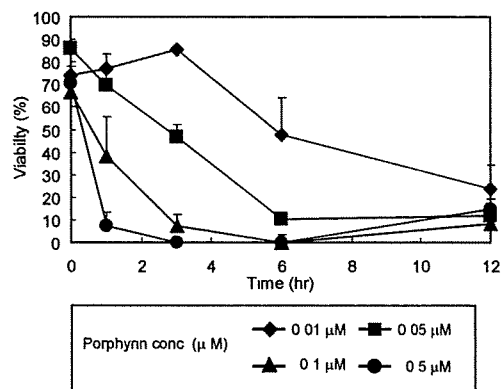 100
90
80
70
60
50
40
30
20
10
0
Viability (%)
0 2 4 6 8 10 12
Time (hr)
Porphyrin conc (μ M)
0 01 μM
0 05 μM
0 1 μM
0 5 μM